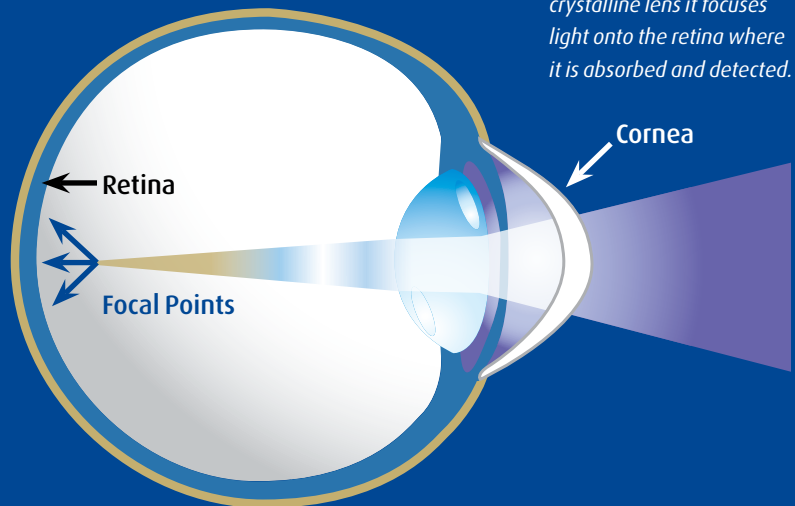 crystalline lens it focuses
light onto the retina where
it is absorbed and detected.
Cornea
Retina
Focal Points